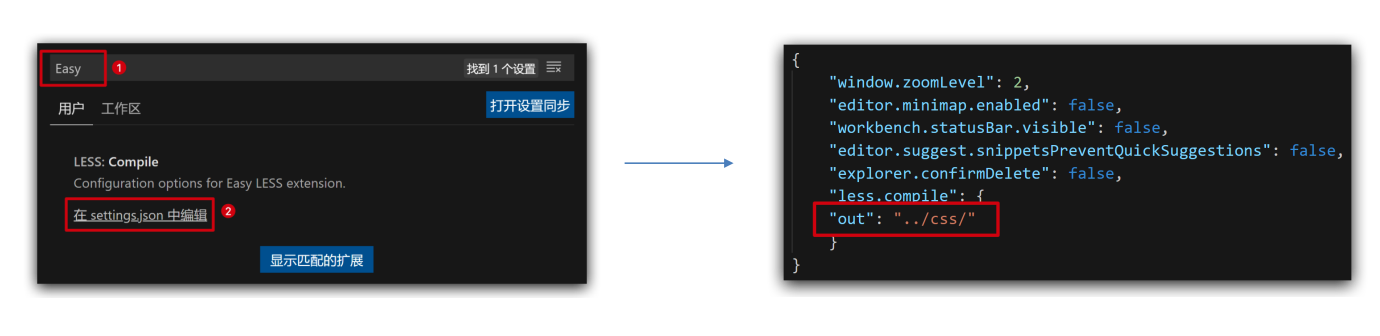 Easy
1
找到 1 个设置
用户 工作区
打开设置同步
LESS: Compile
Configuration options for Easy LESS extension.
在 settings.json 中编辑
2
显示匹配的扩展
{
"window.zoomLevel": 2,
"editor.minimap.enabled": false,
"workbench.statusBar.visible": false,
"editor.suggest.snippetsPreventQuickSuggestions": false,
"explorer.confirmDelete": false,
"less.compile": {
"out": "../css/"
}
}